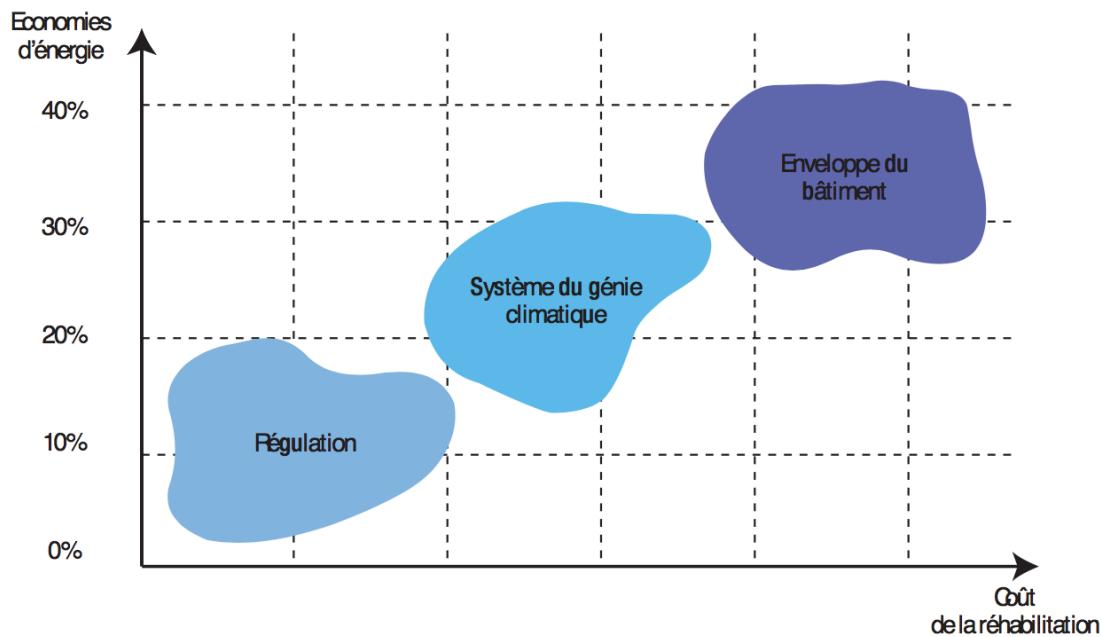 Economies
d'énergie
40%
30%
20%
10%
0%
Enveloppe du
bâtiment
Système du génie
climatique
Régulation
Coût
de la réhabilitation